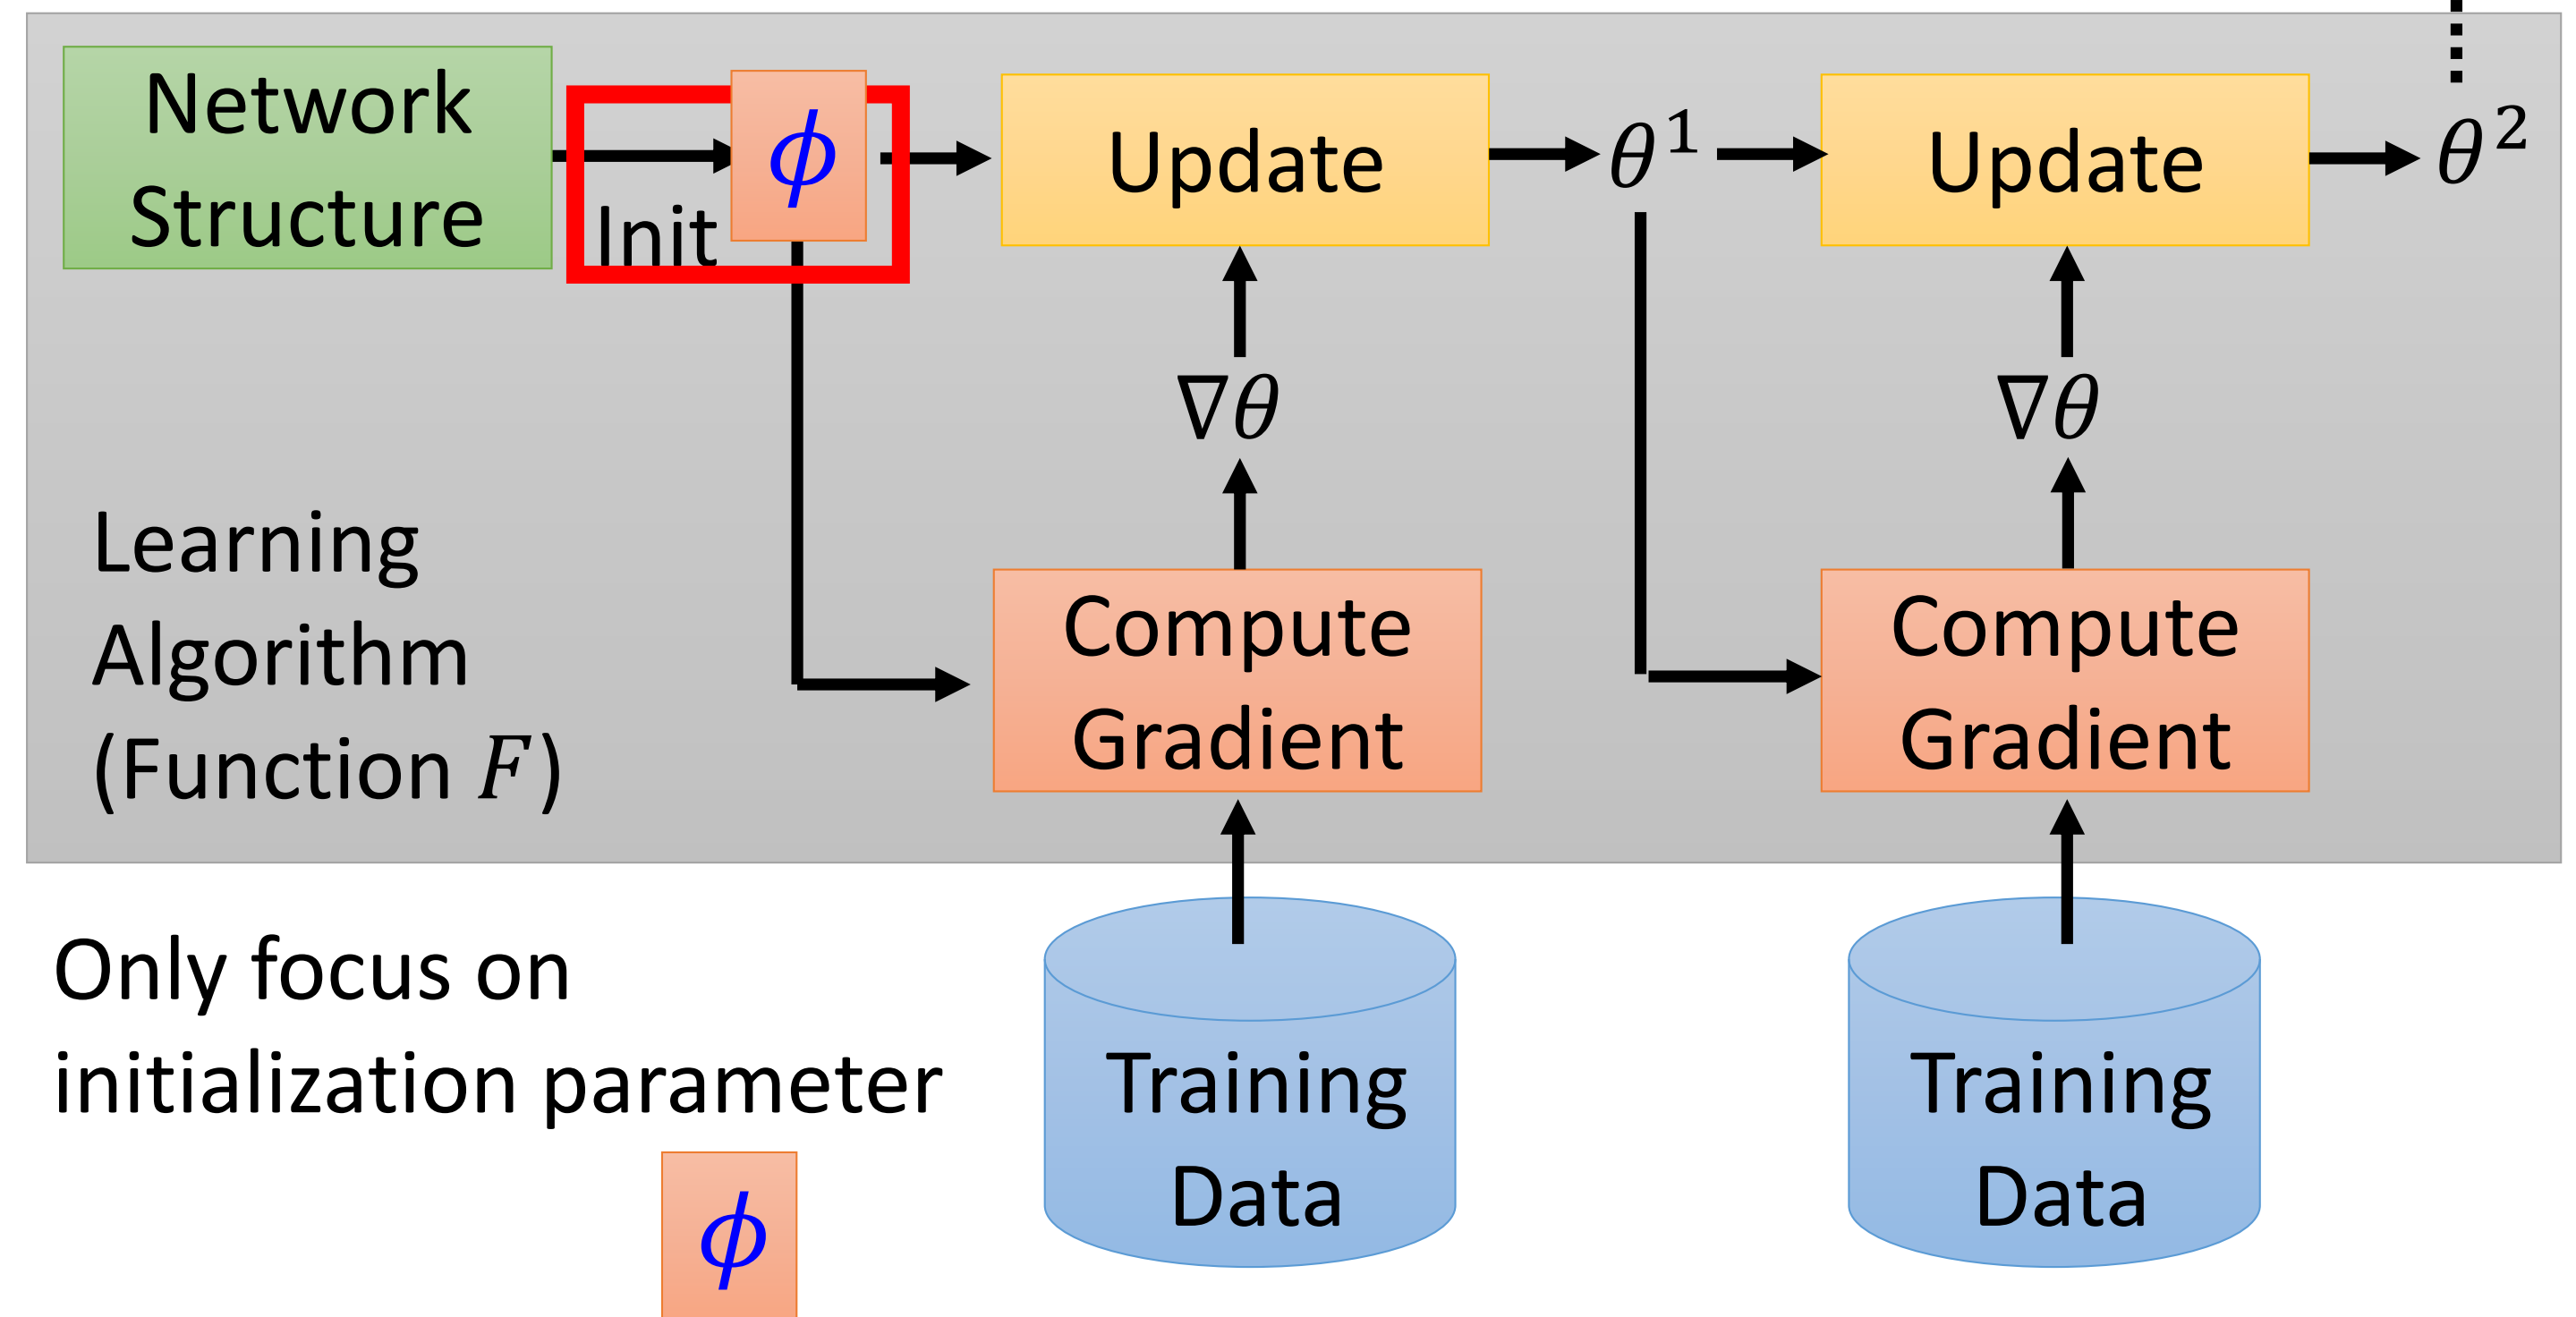 Network
Structure
Init
ϕ
Update
θ¹
Update
θ²
∇θ
∇θ
Learning
Algorithm
(Function F)
Compute
Gradient
Compute
Gradient
Only focus on
initialization parameter
ϕ
Training
Data
Training
Data